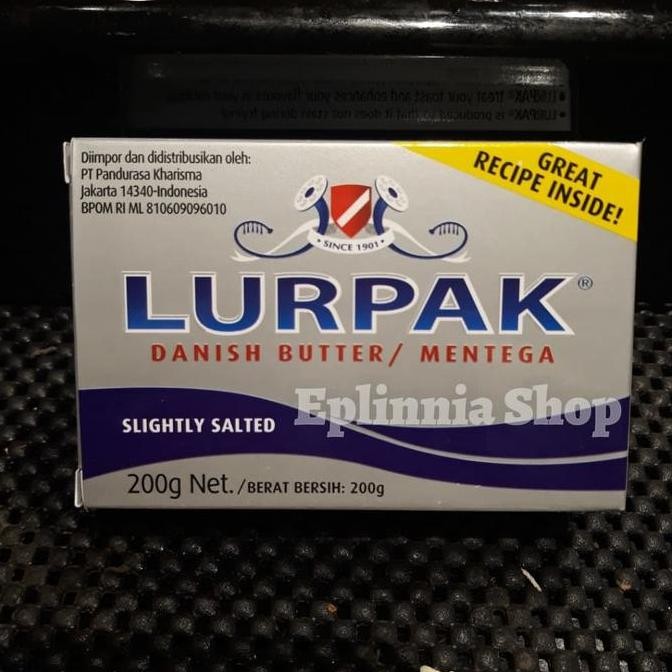 Diimpor dan didistribusikan oleh:
PT Pandurasa Kharisma
Jakarta 14340-Indonesia
BPOM RI ML 810609096010
GREAT
RECIPE INSIDE!
SINCE 1901
LURPAK®
DANISH BUTTER/ MENTEGA
SLIGHTLY SALTED
Eplinnia Shop
200g Net./BERAT BERSIH: 200g